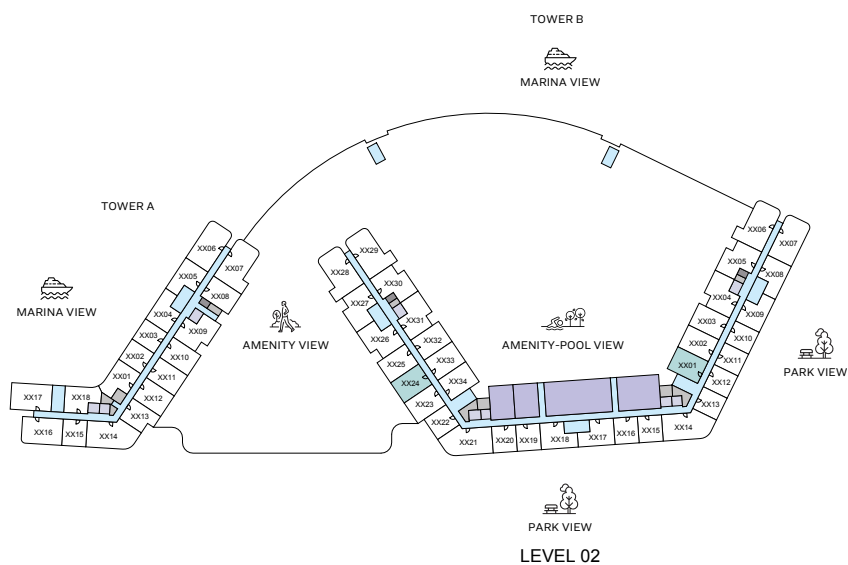 TOWER B
MARINA VIEW
TOWER A
MARINA VIEW
XX06
XX07
XX05
XX08
XX04
XX09
XX03
XX10
XX02
XX11
XX01
XX12
XX13
XX17
XX18
XX16
XX15
XX14
AMENITY VIEW
XX29
XX28
XX30
XX27
XX31
XX26
XX32
XX25
XX33
XX24
XX34
XX23
XX22
XX21
XX20
XX19
XX18
XX17
XX16
XX15
XX14
AMENITY-POOL VIEW
XX06
XX07
XX05
XX08
XX04
XX09
XX03
XX10
XX02
XX11
XX01
XX12
XX13
PARK VIEW
PARK VIEW
LEVEL 02